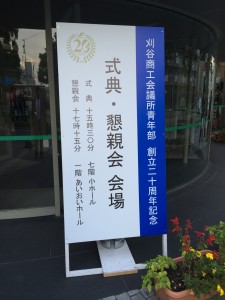 刈谷商工会議所青年部 創立二十周年記念
式典・懇親会 会場
式典 十五時三〇分 七階 小ホール
懇親会 十七時十五分 一階 あいおいホール